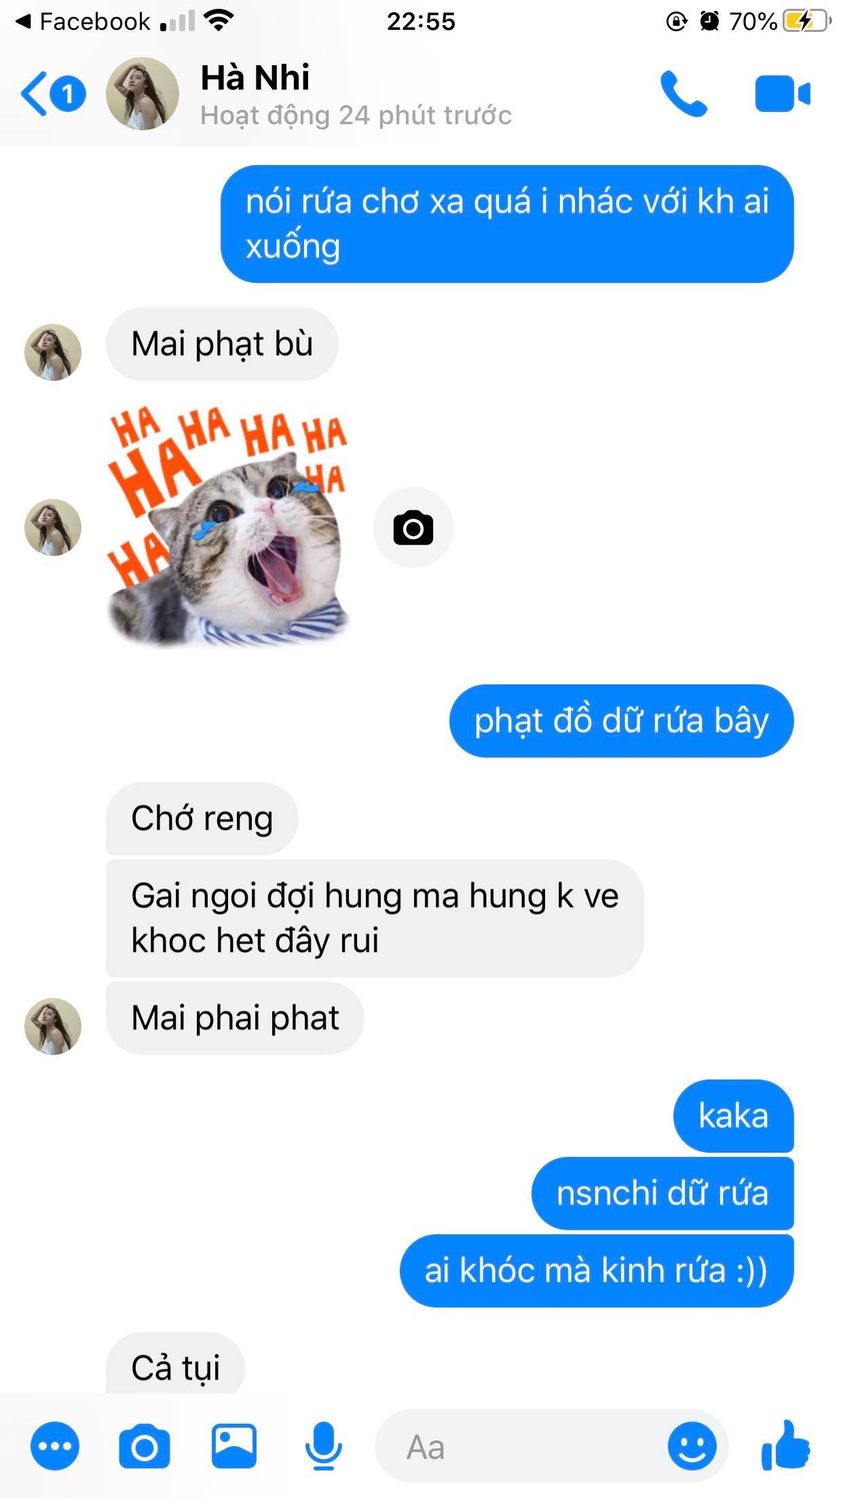 Facebook
22:55
70%
1
Hà Nhi
Hoạt động 24 phút trước
nói rứa chơ xa quá i nhác với kh ai
xuống
Mai phạt bù
HA HA HA HA
HA HA
HA
phạt đồ dữ rứa bây
Chớ reng
Gai ngoi đợi hung ma hung k ve
khoc het đây rui
Mai phai phat
kaka
nsnchi dữ rứa
ai khóc mà kinh rứa :))
Cả tụi
Aa